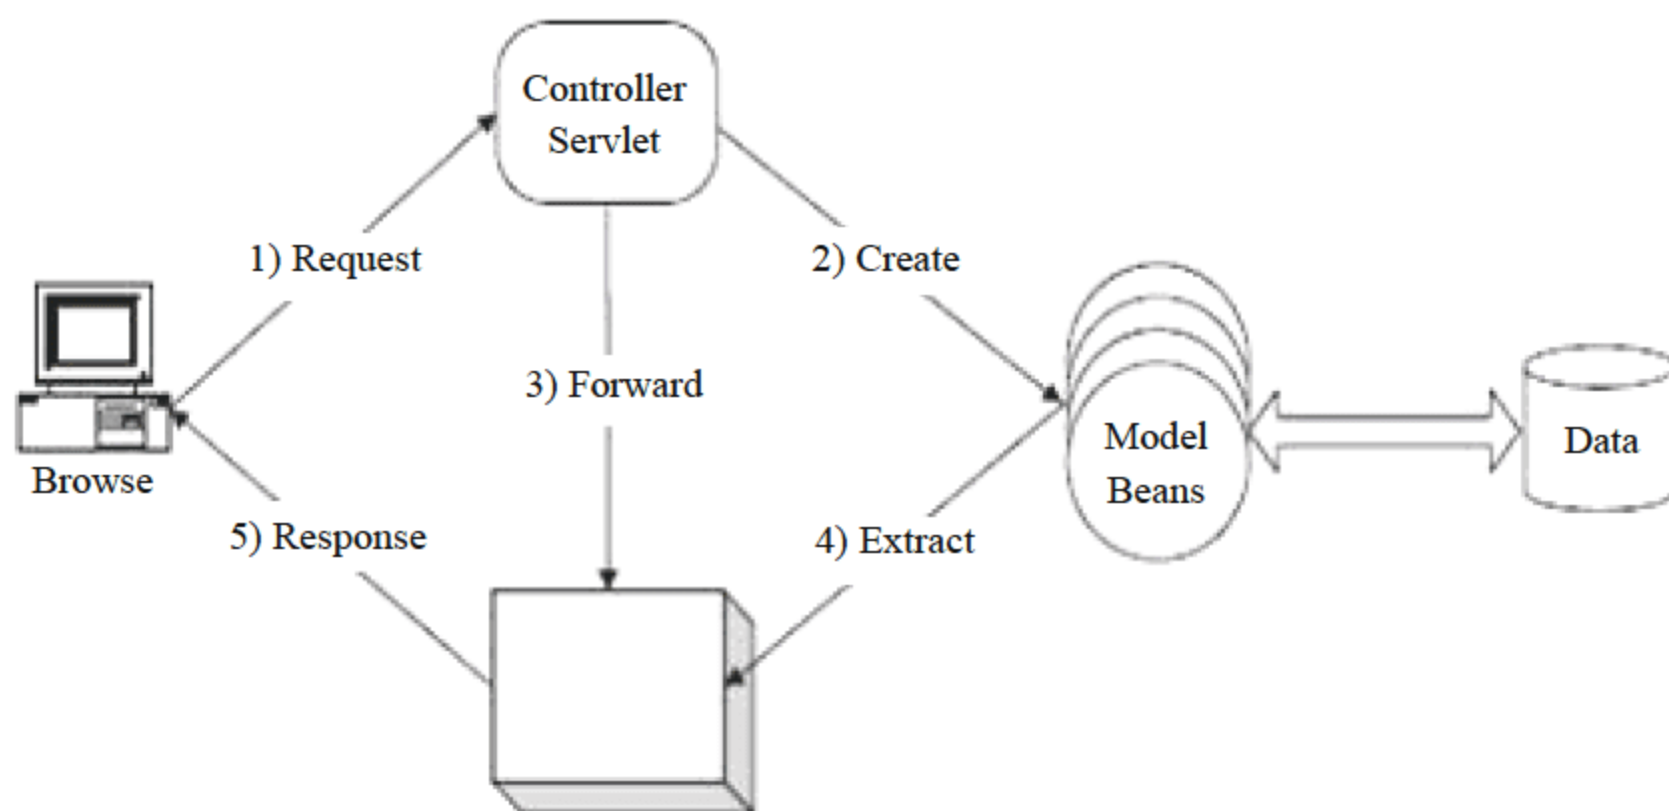 Controller
Servlet
1) Request
2) Create
3) Forward
Browse
Model
Beans
Data
5) Response
4) Extract